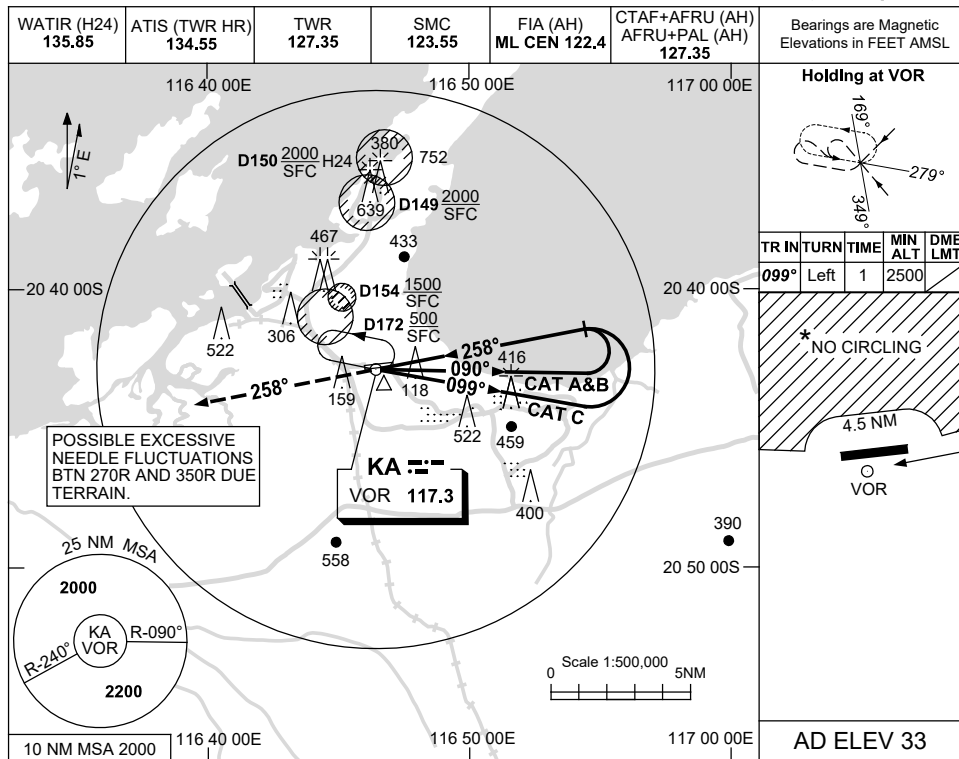 WATIR (H24)
135.85
ATIS (TWR HR)
134.55
TWR
127.35
SMC
123.55
FIA (AH)
ML CEN 122.4
CTAF+AFRU (AH)
AFRU+PAL (AH)
127.35
Bearings are Magnetic
Elevations in FEET AMSL
116 40 00E
116 50 00E
117 00 00E
1° E
D150 2000
SFC
H24
380
752
639
D149 2000
SFC
467
433
20 40 00S
20 40 00S
D154 1500
SFC
D172 500
SFC
522
306
258°
416
090°
CAT A&B
099°
CAT C
258°
159
118
522
459
POSSIBLE EXCESSIVE
NEEDLE FLUCTUATIONS
BTN 270R AND 350R DUE
TERRAIN.
KA
VOR 117.3
400
390
558
20 50 00S
20 50 00S
25 NM MSA
2000
KA
VOR
R-090°
R-240°
2200
10 NM MSA 2000
Scale 1:500,000
0
5NM
116 40 00E
116 50 00E
117 00 00E
Holding at VOR
169°
279°
349°
TR IN
TURN
TIME
MIN
ALT
DME
LMT
099°
Left
1
2500
*NO CIRCLING
4.5 NM
VOR
AD ELEV 33